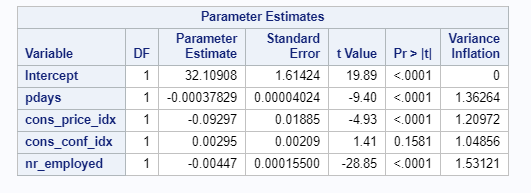 Parameter Estimates
Variable DF Parameter Estimate Standard Error t Value Pr > |t| Variance Inflation
Intercept 1 32.10908 1.61424 19.89 <.0001 0
pdays 1 -0.00037829 0.00004024 -9.40 <.0001 1.36264
cons_price_idx 1 -0.09297 0.01885 -4.93 <.0001 1.20972
cons_conf_idx 1 0.00295 0.00209 1.41 0.1581 1.04856
nr_employed 1 -0.00447 0.00015500 -28.85 <.0001 1.53121